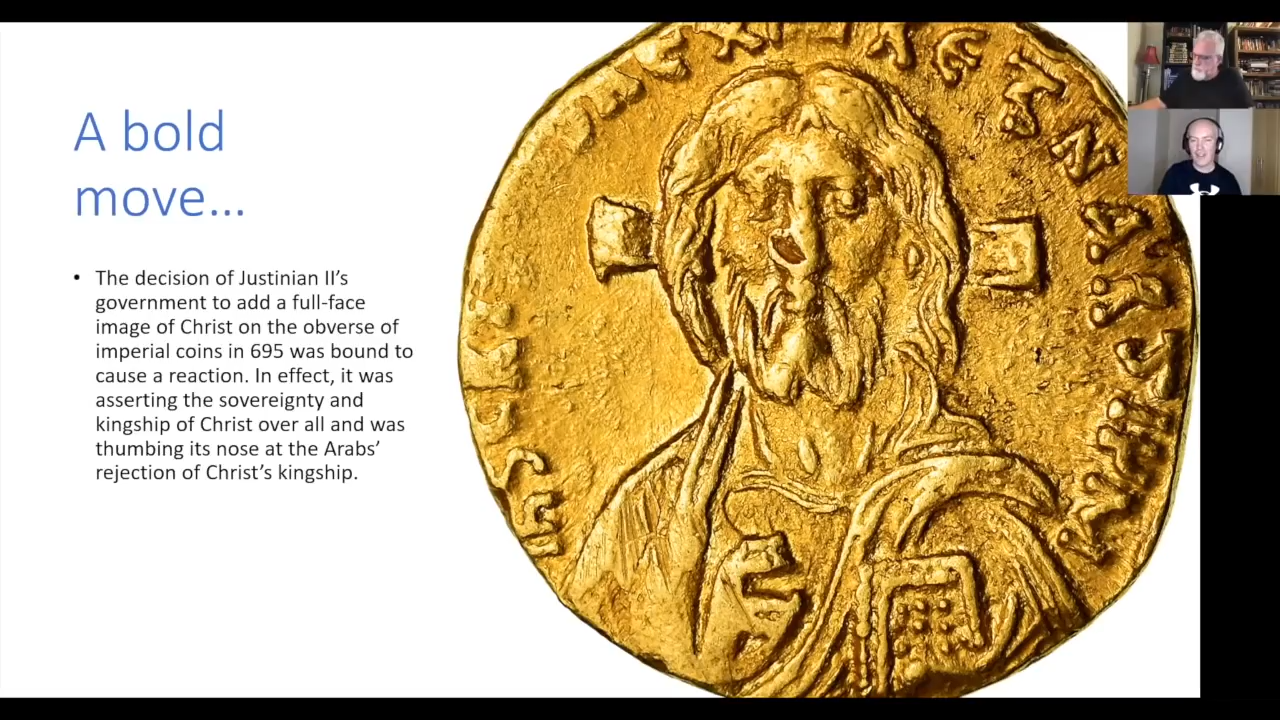 A bold
move...
• The decision of Justinian II's
government to add a full-face
image of Christ on the obverse of
imperial coins in 695 was bound to
cause a reaction. In effect, it was
asserting the sovereignty and
kingship of Christ over all and was
thumbing its nose at the Arabs'
rejection of Christ's kingship.